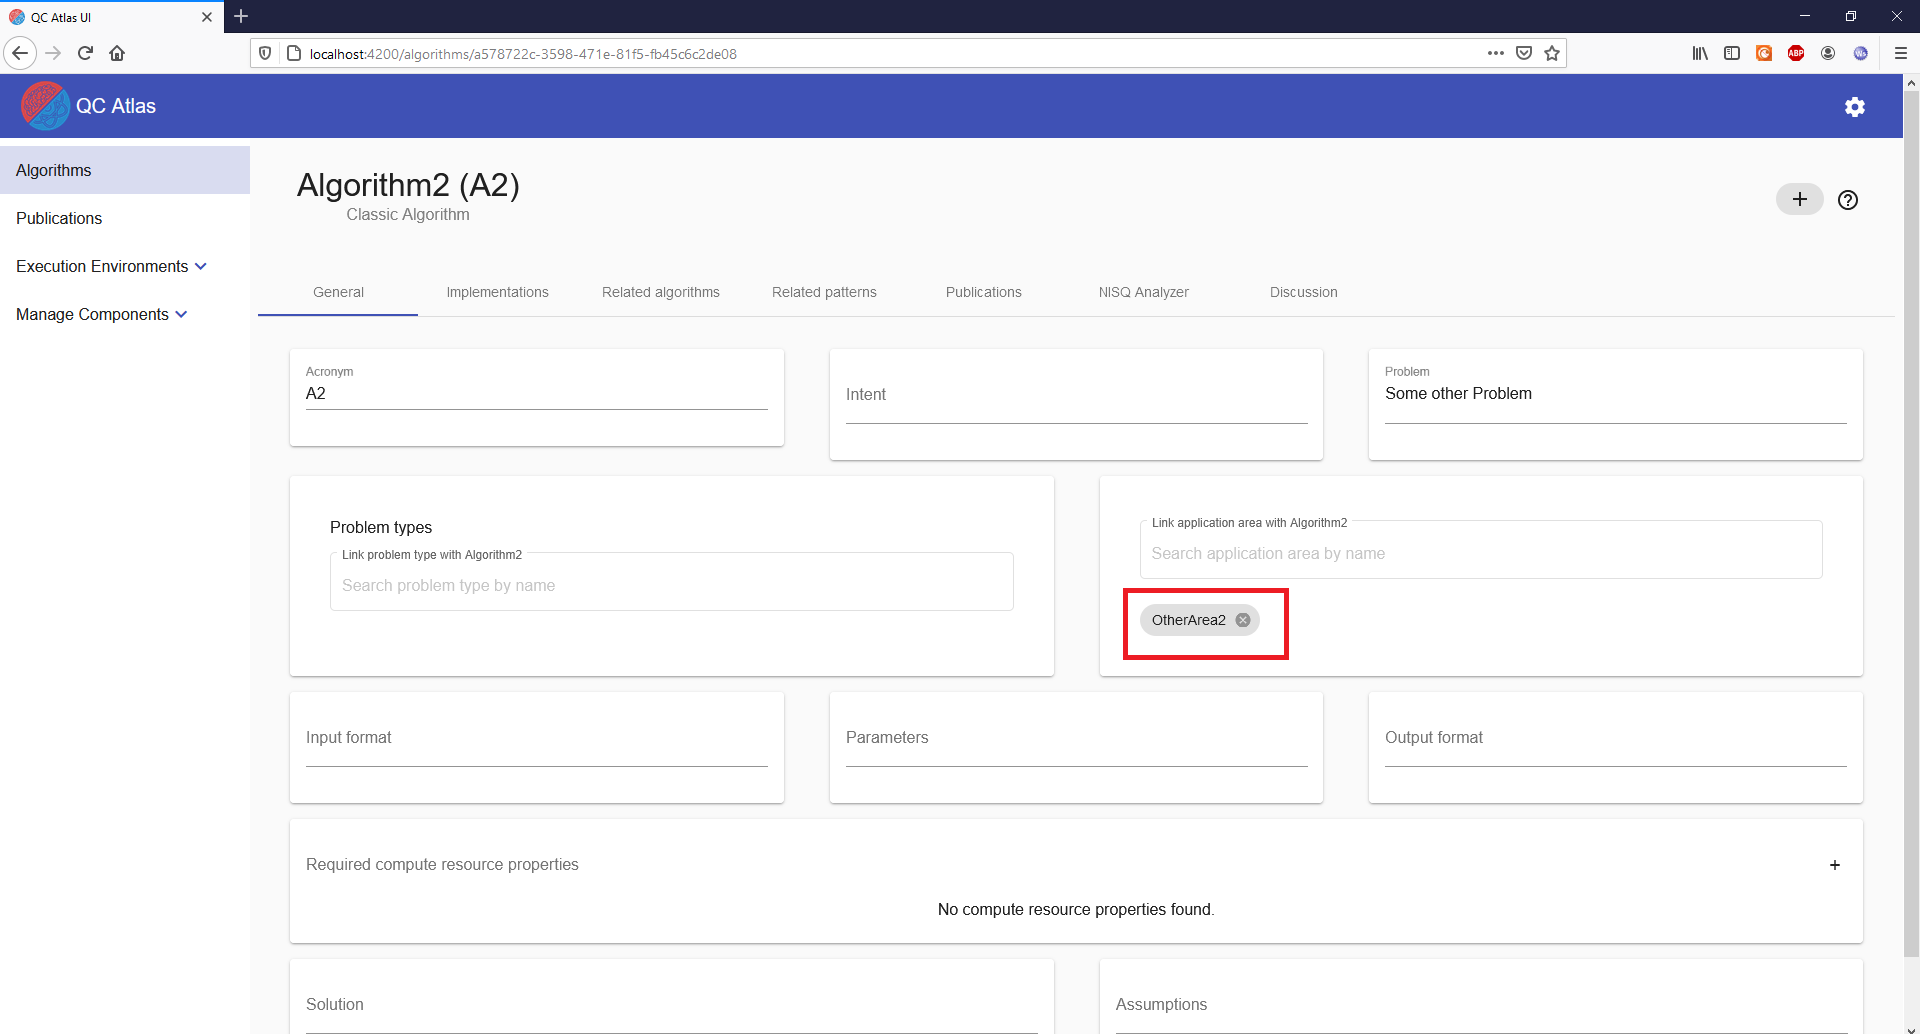 QC Atlas UI
localhost:4200/algorithms/a578722c-3598-471e-81f5-fb45c6c2de08
ABP
QC Atlas
Algorithms
Publications
Execution Environments
Manage Components
Algorithm2 (A2)
Classic Algorithm
General Implementations Related algorithms Related patterns Publications NISQ Analyzer Discussion
Acronym
A2
Intent
Problem
Some other Problem
Problem types
Link problem type with Algorithm2
Search problem type by name
Link application area with Algorithm2
Search application area by name
OtherArea2
Input format
Parameters
Output format
Required compute resource properties
+
No compute resource properties found.
Solution
Assumptions